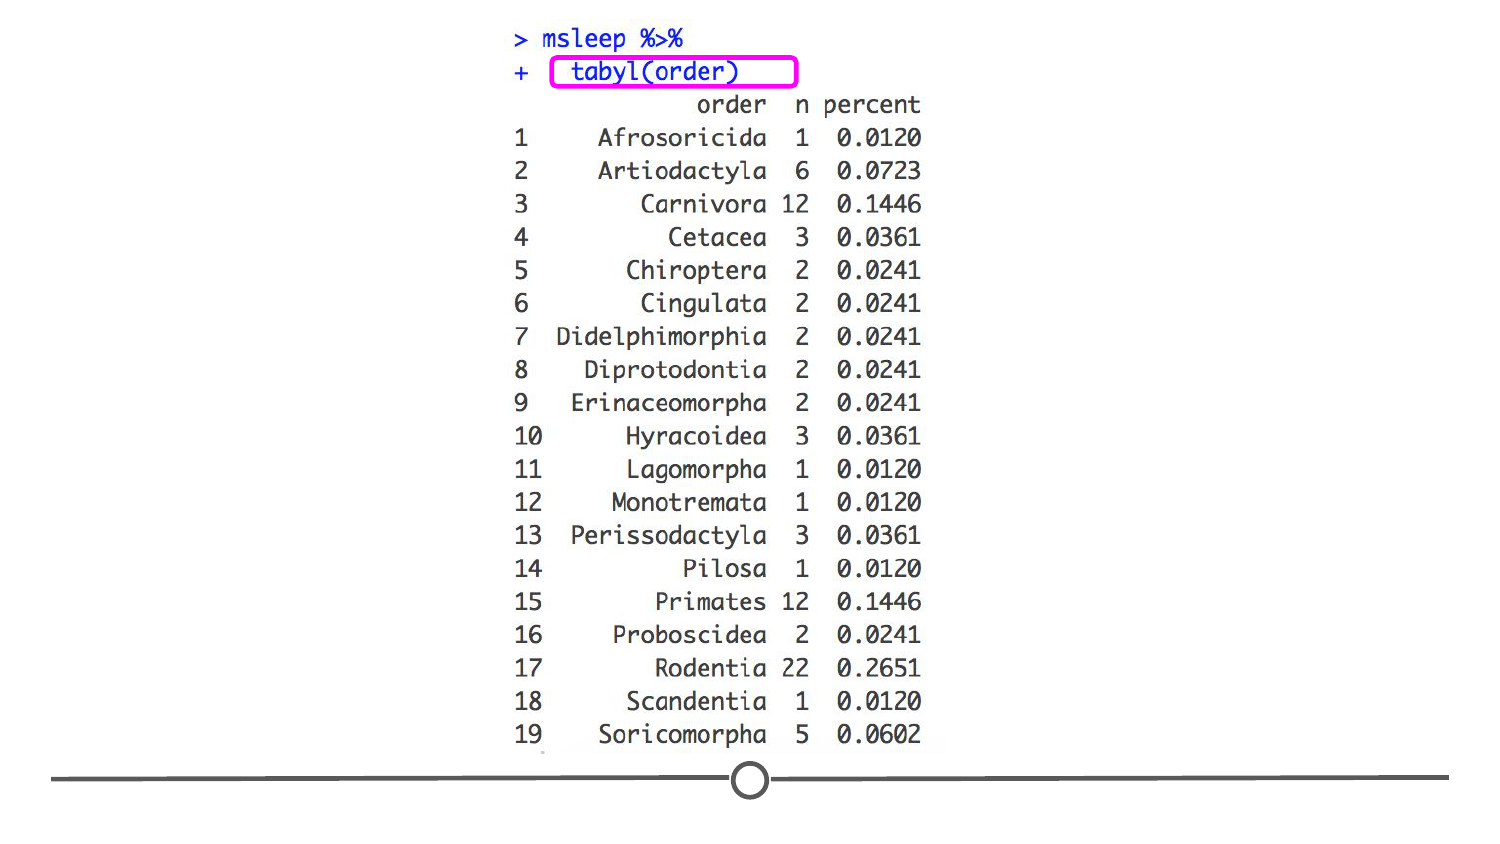 > msleep %>%
+ tabyl(order)
order n percent
1 Afrosoricida 1 0.0120
2 Artiodactyla 6 0.0723
3 Carnivora 12 0.1446
4 Cetacea 3 0.0361
5 Chiroptera 2 0.0241
6 Cingulata 2 0.0241
7 Didelphimorphia 2 0.0241
8 Diprotodontia 2 0.0241
9 Erinaceomorpha 2 0.0241
10 Hyracoidea 3 0.0361
11 Lagomorpha 1 0.0120
12 Monotremata 1 0.0120
13 Perissodactyla 3 0.0361
14 Pilosa 1 0.0120
15 Primates 12 0.1446
16 Proboscidea 2 0.0241
17 Rodentia 22 0.2651
18 Scandentia 1 0.0120
19 Soricomorpha 5 0.0602